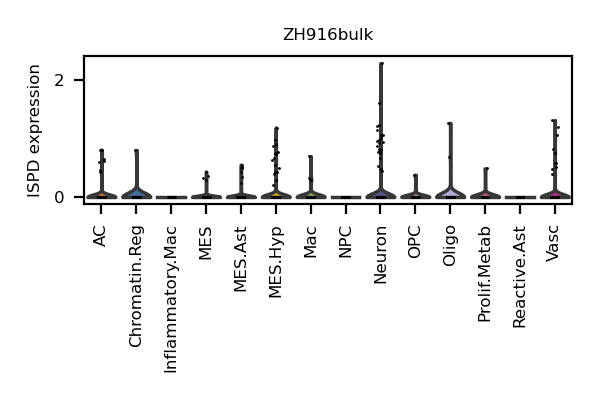 ZH916bulk
ISPD expression
2
0
AC
Chromatin.Reg
Inflammatory.Mac
MES
MES.Ast
MES.Hyp
Mac
NPC
Neuron
OPC
Oligo
Prolif.Metab
Reactive.Ast
Vasc